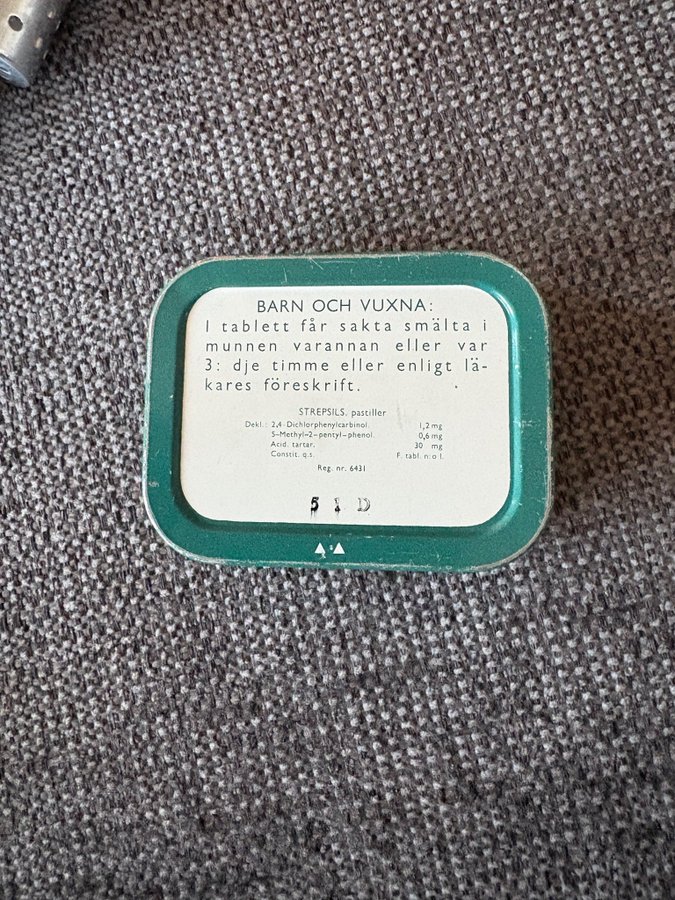 BARN OCH VUXNA:
1 tablett får sakta smälta i
munnen varannan eller var
3: dje timme eller enligt lä-
kares föreskrift.
STREPSILS, pastiller
Dekl.: 2,4-Dichlorphenylcarbinol. 1,2 mg
5-Methyl-2-pentyl-phenol. 0,6 mg
Acid. tartar. 30 mg
Constit. q.s. F. tabl. n:o I.
Reg. nr. 6431
5 1 D